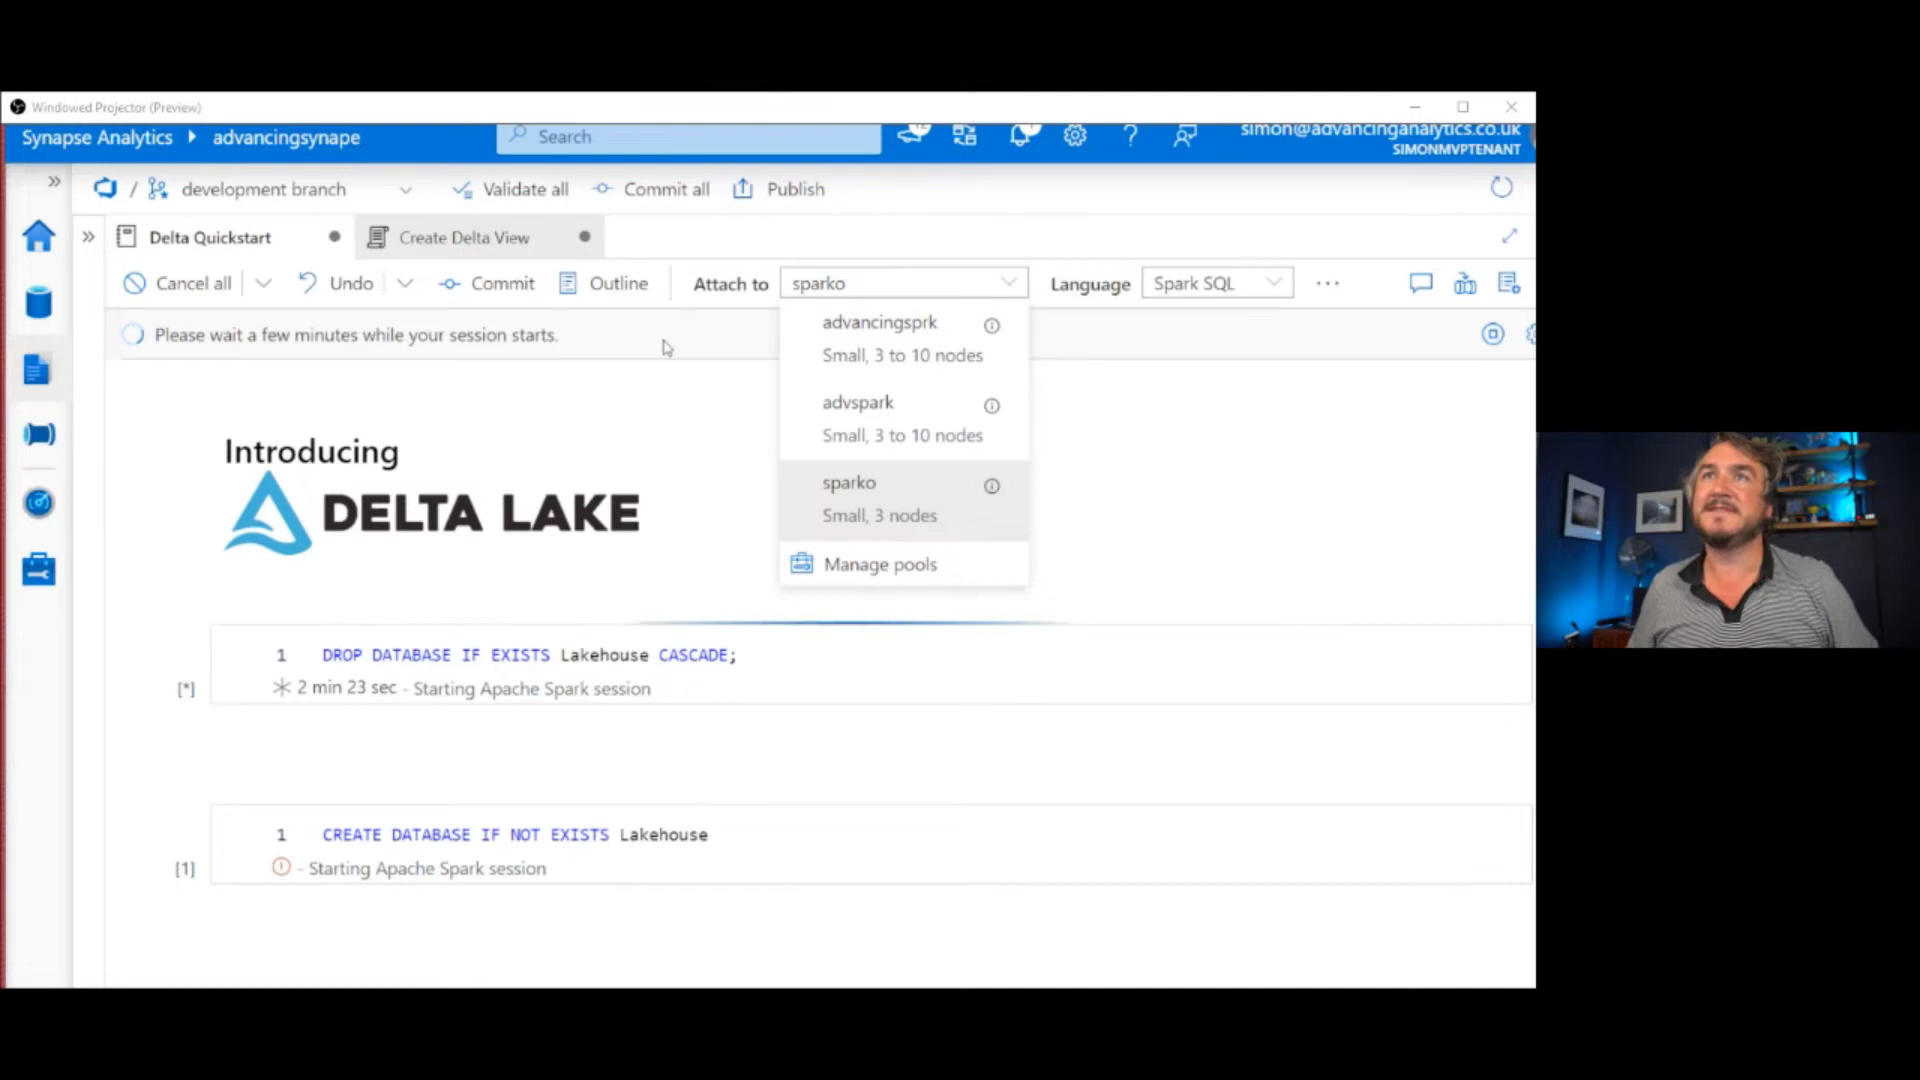 Windowed Projector (Preview)
Synapse Analytics advancingsynape Search simon@advancinganalytics.co.uk
SIMONMVPTENANT
/ development branch Validate all Commit all Publish
Delta Quickstart Create Delta View
Cancel all Undo Commit Outline Attach to sparko Language Spark SQL ...
Please wait a few minutes while your session starts.
advancingsprk
Small, 3 to 10 nodes
advspark
Small, 3 to 10 nodes
sparko
Small, 3 nodes
Manage pools
Introducing
DELTA LAKE
1 DROP DATABASE IF EXISTS Lakehouse CASCADE;
[*] 2 min 23 sec - Starting Apache Spark session
1 CREATE DATABASE IF NOT EXISTS Lakehouse
[1] - Starting Apache Spark session